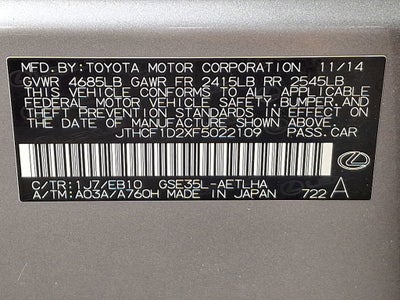 MFD.BY:TOYOTA MOTOR CORPORATION 11/14
GVWR 4685LB GAWR FR 2415LB RR 2545LB
THIS VEHICLE CONFORMS TO ALL APPLICABLE
FEDERAL MOTOR VEHICLE SAFETY,BUMPER,AND
THEFT PREVENTION STANDARDS IN EFFECT ON THE
DATE OF MANUFACTURE SHOWN ABOVE.
JTHCF1D2XF5022109 PASS.CAR
C/TR:1J7/EB10 GSE35L-AETLHA
A/TM:A03A/A760H MADE IN JAPAN 722 A